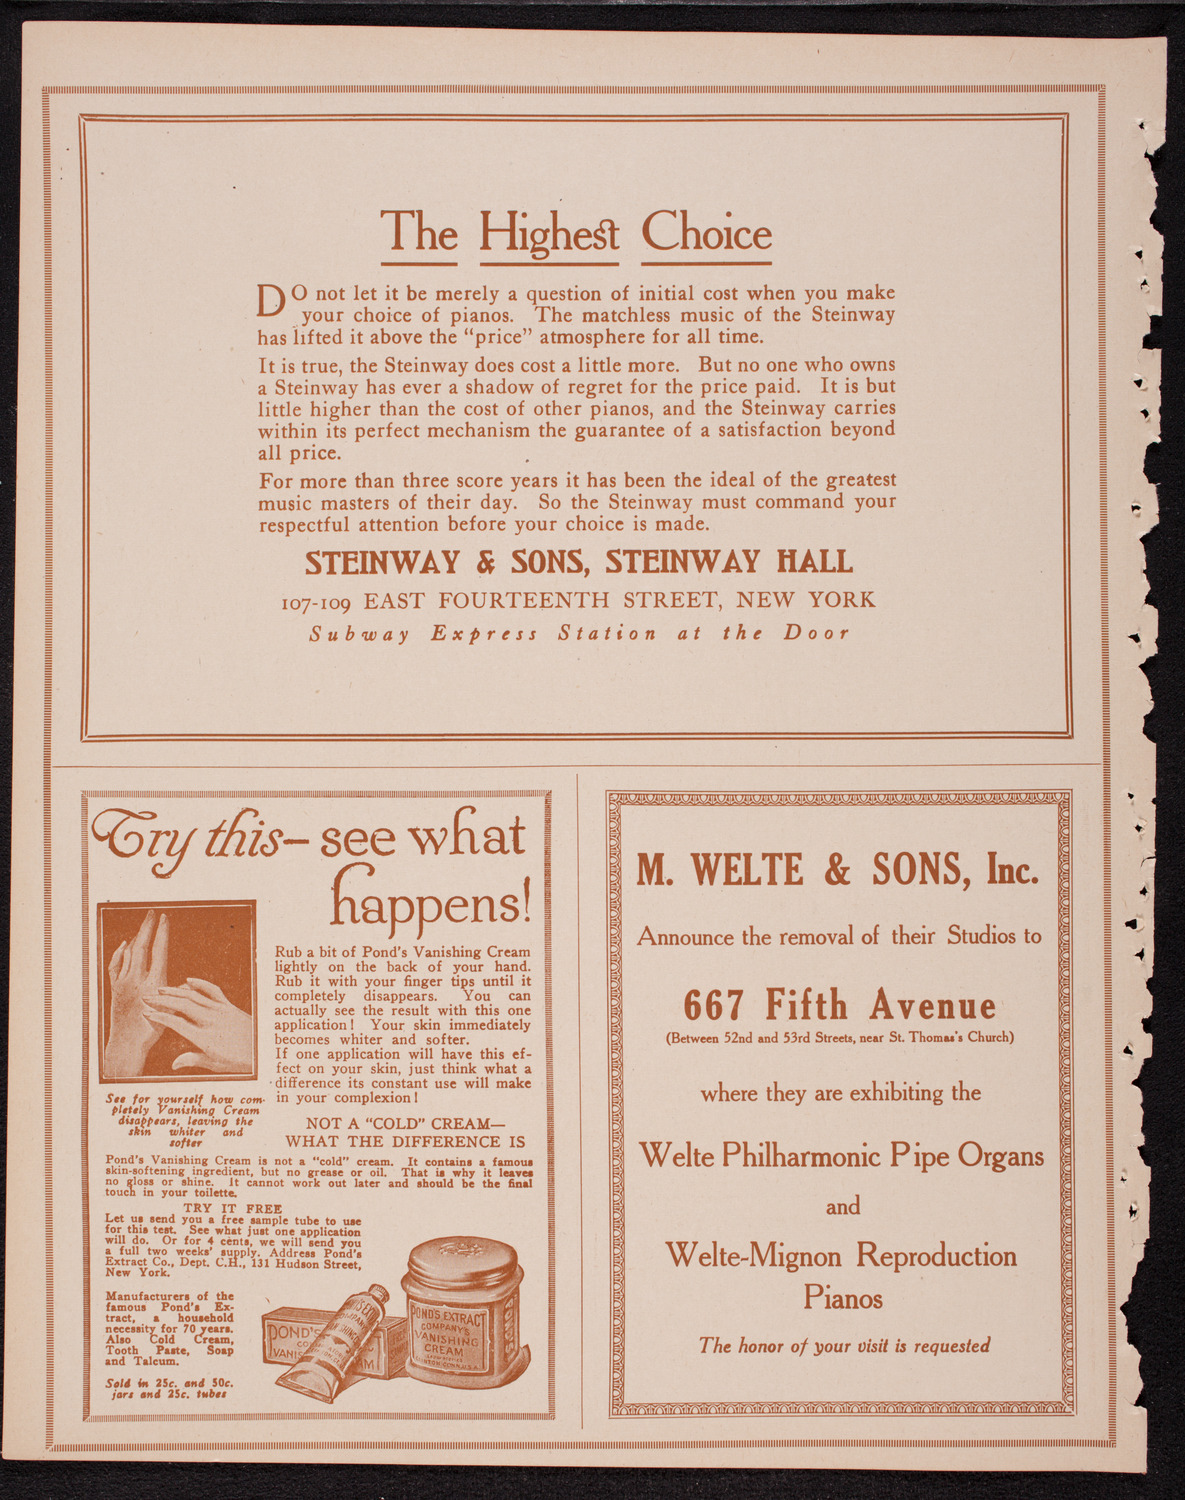 The Highest Choice
DO not let it be merely a question of initial cost when you make
your choice of pianos. The matchless music of the Steinway
has lifted it above the "price" atmosphere for all time.
It is true, the Steinway does cost a little more. But no one who owns
a Steinway has ever a shadow of regret for the price paid. It is but
little higher than the cost of other pianos, and the Steinway carries
within its perfect mechanism the guarantee of a satisfaction beyond
all price.
For more than three score years it has been the ideal of the greatest
music masters of their day. So the Steinway must command your
respectful attention before your choice is made.
STEINWAY & SONS, STEINWAY HALL
107-109 EAST FOURTEENTH STREET, NEW YORK
Subway Express Station at the Door
Try this—see what
happens!
Rub a bit of Pond's Vanishing Cream
lightly on the back of your hand.
Rub it with your finger tips until it
completely disappears. You can
actually see the result with this one
application! Your skin immediately
becomes whiter and softer.
If one application will have this ef-
fect on your skin, just think what a
difference its constant use will make
in your complexion!
See for yourself how com-
pletely Vanishing Cream
disappears, leaving the
skin whiter and
softer
NOT A "COLD" CREAM—
WHAT THE DIFFERENCE IS
Pond's Vanishing Cream is not a "cold" cream. It contains a famous
skin-softening ingredient, but no grease or oil. That is why it leaves
no gloss or shine. It cannot work out later and should be the final
touch in your toilette.
TRY IT FREE
Let us send you a free sample tube to use
for this test. See what just one application
will do. Or for 4 cents, we will send you
a full two weeks' supply. Address Pond's
Extract Co., Dept. C.H., 131 Hudson Street,
New York.
Manufacturers of the
famous Pond's Ex-
tract, a household
necessity for 70 years.
Also Cold Cream,
Tooth Paste, Soap
and Talcum.
Sold in 25c. and 50c.
jars and 25c. tubes
POND'S
VANIS
POND'S EXTRACT
COMPANY'S
VANISHING
CREAM
M. WELTE & SONS, Inc.
Announce the removal of their Studios to
667 Fifth Avenue
(Between 52nd and 53rd Streets, near St. Thomas's Church)
where they are exhibiting the
Welte Philharmonic Pipe Organs
and
Welte-Mignon Reproduction
Pianos
The honor of your visit is requested